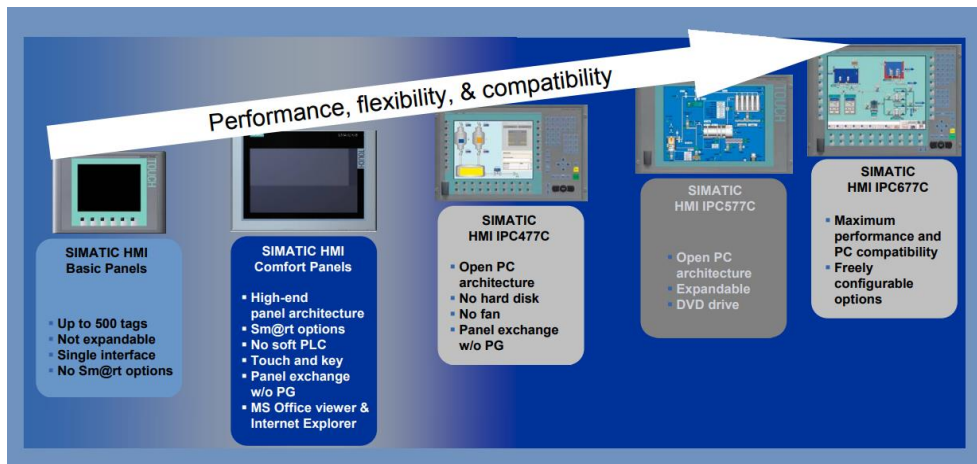 Performance, flexibility, & compatibility
SIMATIC HMI
Basic Panels
Up to 500 tags
Not expandable
Single interface
No Sm@rt options
SIMATIC HMI
Comfort Panels
High-end
panel architecture
Sm@rt options
No soft PLC
Touch and key
Panel exchange
w/o PG
MS Office viewer &
Internet Explorer
SIMATIC
HMI IPC477C
Open PC
architecture
No hard disk
No fan
Panel exchange
w/o PG
SIMATIC
HMI IPC577C
Open PC
architecture
Expandable
DVD drive
SIMATIC
HMI IPC677C
Maximum
performance and
PC compatibility
Freely
configurable
options